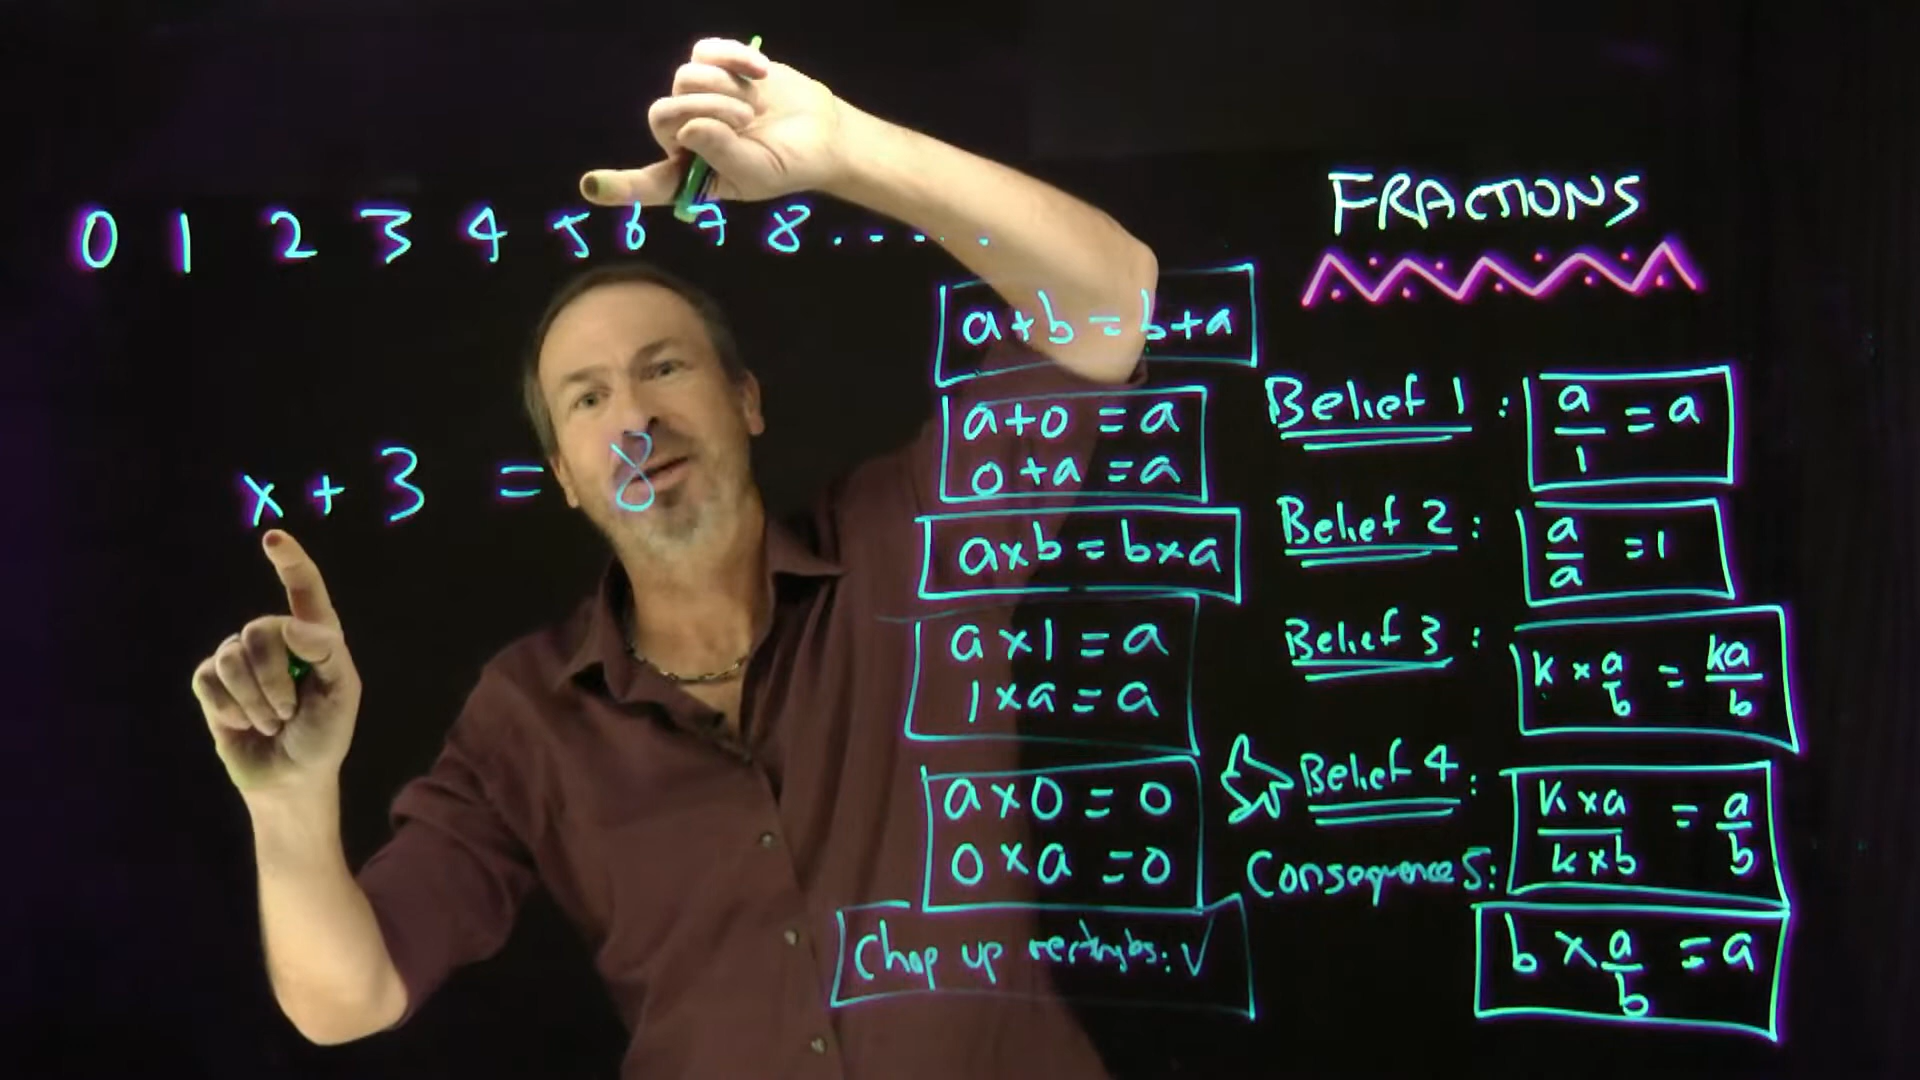 0 1 2 3 4 5 6 7 8 . . . . .
x + 3 = 8
a + b = b + a
a + 0 = a
0 + a = a
a × b = b × a
a × 1 = a
1 × a = a
a × 0 = 0
0 × a = 0
Chop up rectangles: √
FRACTIONS
Belief 1 : a/1 = a
Belief 2 : a/a = 1
Belief 3 : k × a/b = ka/b
Belief 4 : k × a/k × b = a/b
Consequence 5: b × a/b = a